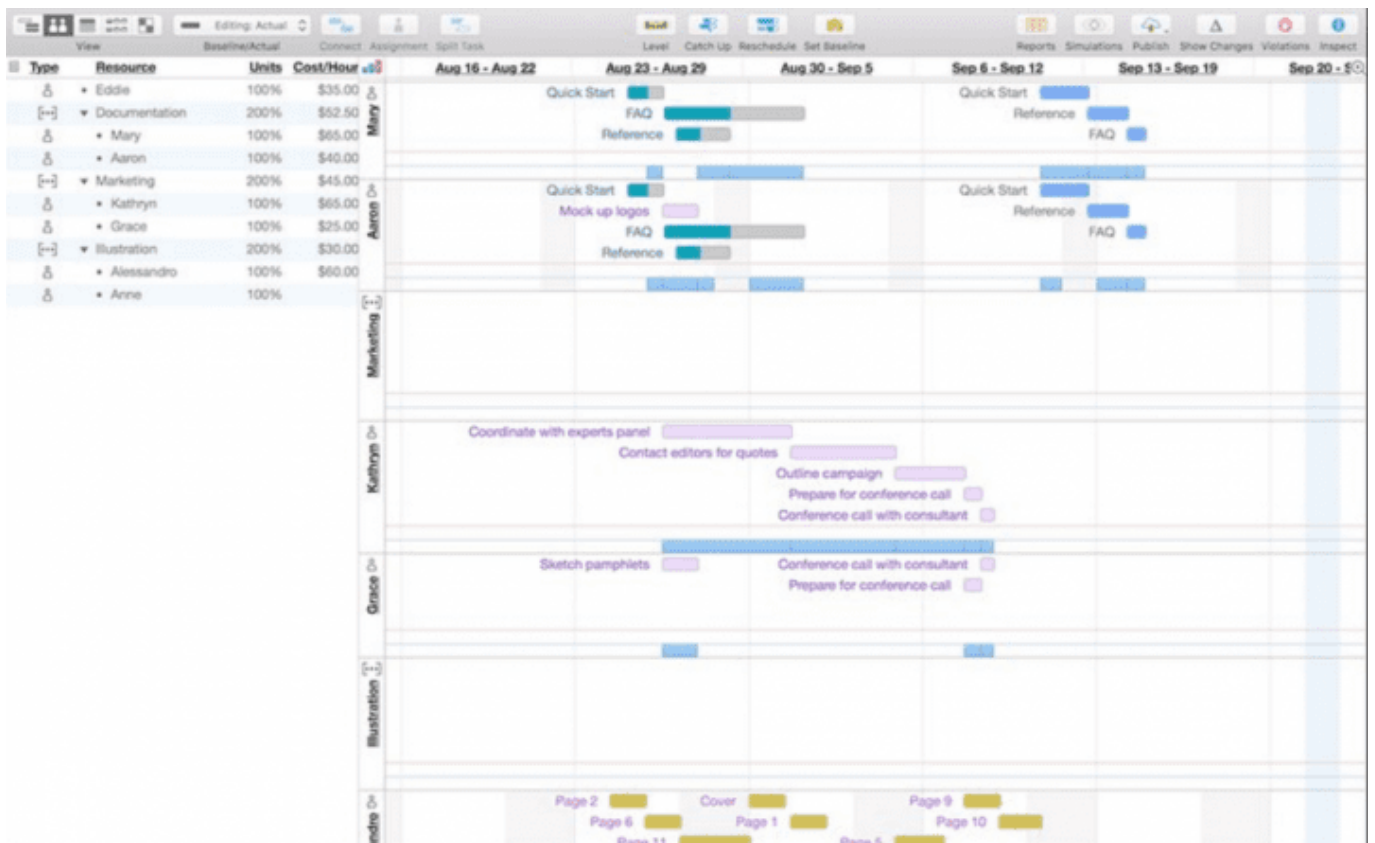 Editing: Actual
View Baseline/Actual Connect Assignment Split Task Level Catch Up Reschedule Set Baseline Reports Simulations Publish Show Changes Violations Inspect
Type Resource Units Cost/Hour Aug 16 - Aug 22 Aug 23 - Aug 29 Aug 30 - Sep 5 Sep 6 - Sep 12 Sep 13 - Sep 19 Sep 20 -
Eddie 100% $35.00
Documentation 200% $52.50
Mary 100% $65.00
Aaron 100% $40.00
Marketing 200% $45.00
Kathryn 100% $65.00
Grace 100% $25.00
Illustration 200% $30.00
Alessandro 100% $60.00
Anne 100%
Mary
Quick Start Quick Start
FAQ Reference
Reference FAQ
Aaron
Quick Start Quick Start
Mock up logos Reference
FAQ FAQ
Reference
Marketing
Kathryn
Coordinate with experts panel
Contact editors for quotes
Outline campaign
Prepare for conference call
Conference call with consultant
Grace
Sketch pamphlets Conference call with consultant
Prepare for conference call
Illustration
ndro
Page 2 Cover Page 9
Page 6 Page 1 Page 10
Page 11 Page 5